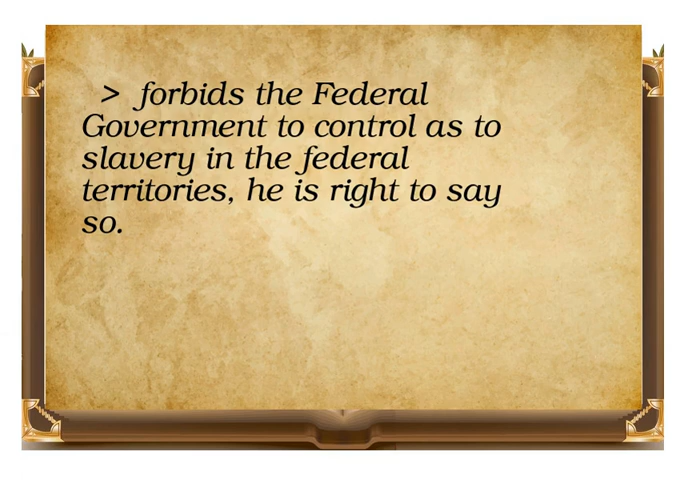 > forbids the Federal
Government to control as to
slavery in the federal
territories, he is right to say
so.